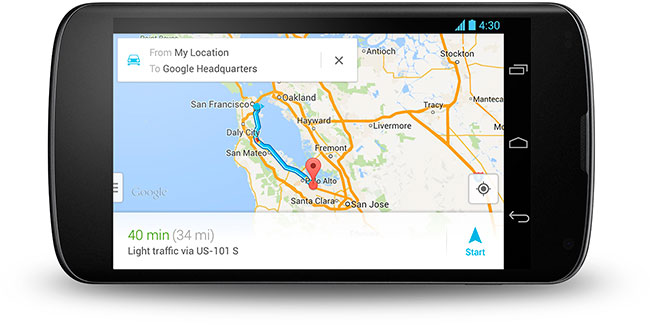 4:30
From My Location
To Google Headquarters
Antioch
Stockton
San Francisco
Oakland
Manteca
Tracy
Hayward
Livermore
Daly City
Fremont
San Mateo
Palo Alto
Google
Santa Clara
San Jose
40 min (34 mi)
Light traffic via US-101 S
Start